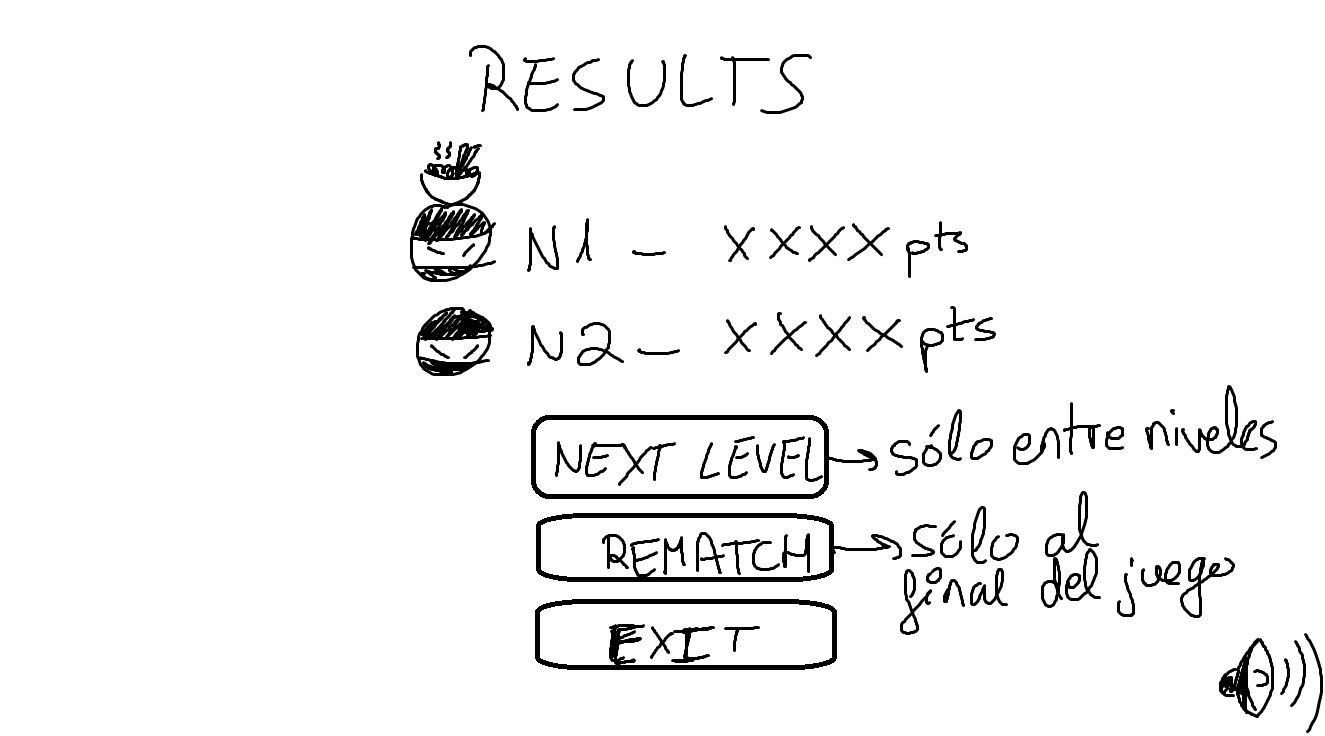 RESULTS
N1 - XXXX pts
N2 - XXXX pts
NEXT LEVEL → sólo entre niveles
REMATCH → sólo al
final del juego
EXIT